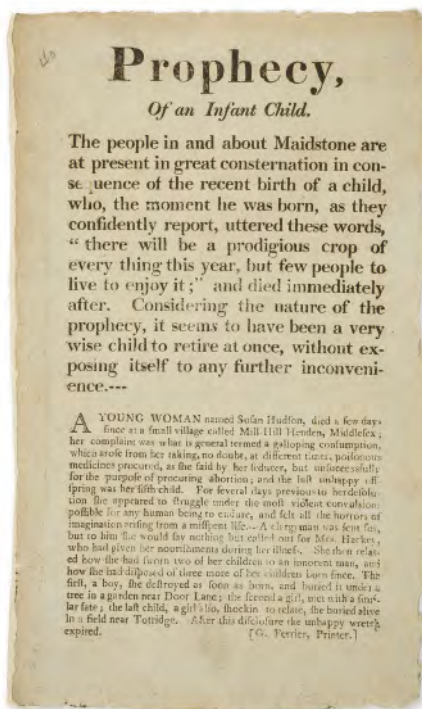 Prophecy,
Of an Infant Child.
The people in and about Maidstone are
at present in great consternation in con-
sequence of the recent birth of a child,
who, the moment he was born, as they
confidently report, uttered these words,
“ there will be a prodigious crop of
every thing this year, but few people to
live to enjoy it;” and died immediately
after. Considering the nature of the
prophecy, it seems to have been a very
wise child to retire at once, without ex-
posing itself to any further inconveni-
ence.---
A YOUNG WOMAN named Suſan Hudſon, died a few days
ſince at a ſmall village called Mill-Hill Henden, Middleſex;
her complaint was what is general termed a galloping conſumption,
which aroſe from her taking, no doubt, at different times, poiſonous
medicines procured, as ſhe ſaid by her ſeducer, but unſucceſsfully
for the purpoſe of procuring abortion; and the laſt unhappy off-
ſpring was her fifth child. For ſeveral days previous to her deſolu-
tion ſhe appeared to ſtruggle under the moſt violent convulſion
poſſible for any human being to endure, and felt all the horrors of
imagination ariſing from a miſſpent life.--A clergyman was ſent for,
but to him ſhe would ſay nothing but called out for Mrs. Harkey,
who had given her nouriſhments during her illneſs. She then relat-
ed how ſhe had ſworn two of her children to an innocent man, and
how ſhe had diſpoſed of three more of her children born ſince. The
firſt, a boy, ſhe deſtroyed as ſoon as born, and buried it under a
tree in a garden near Door Lane; the ſecond a girl, met with a ſimi-
lar fate; the laſt child, a girl alſo, ſhockin to relate, ſhe buried alive
in a field near Totridge. After this diſcloſure the unhappy wretch
expired. [G. Perrier, Printer.]